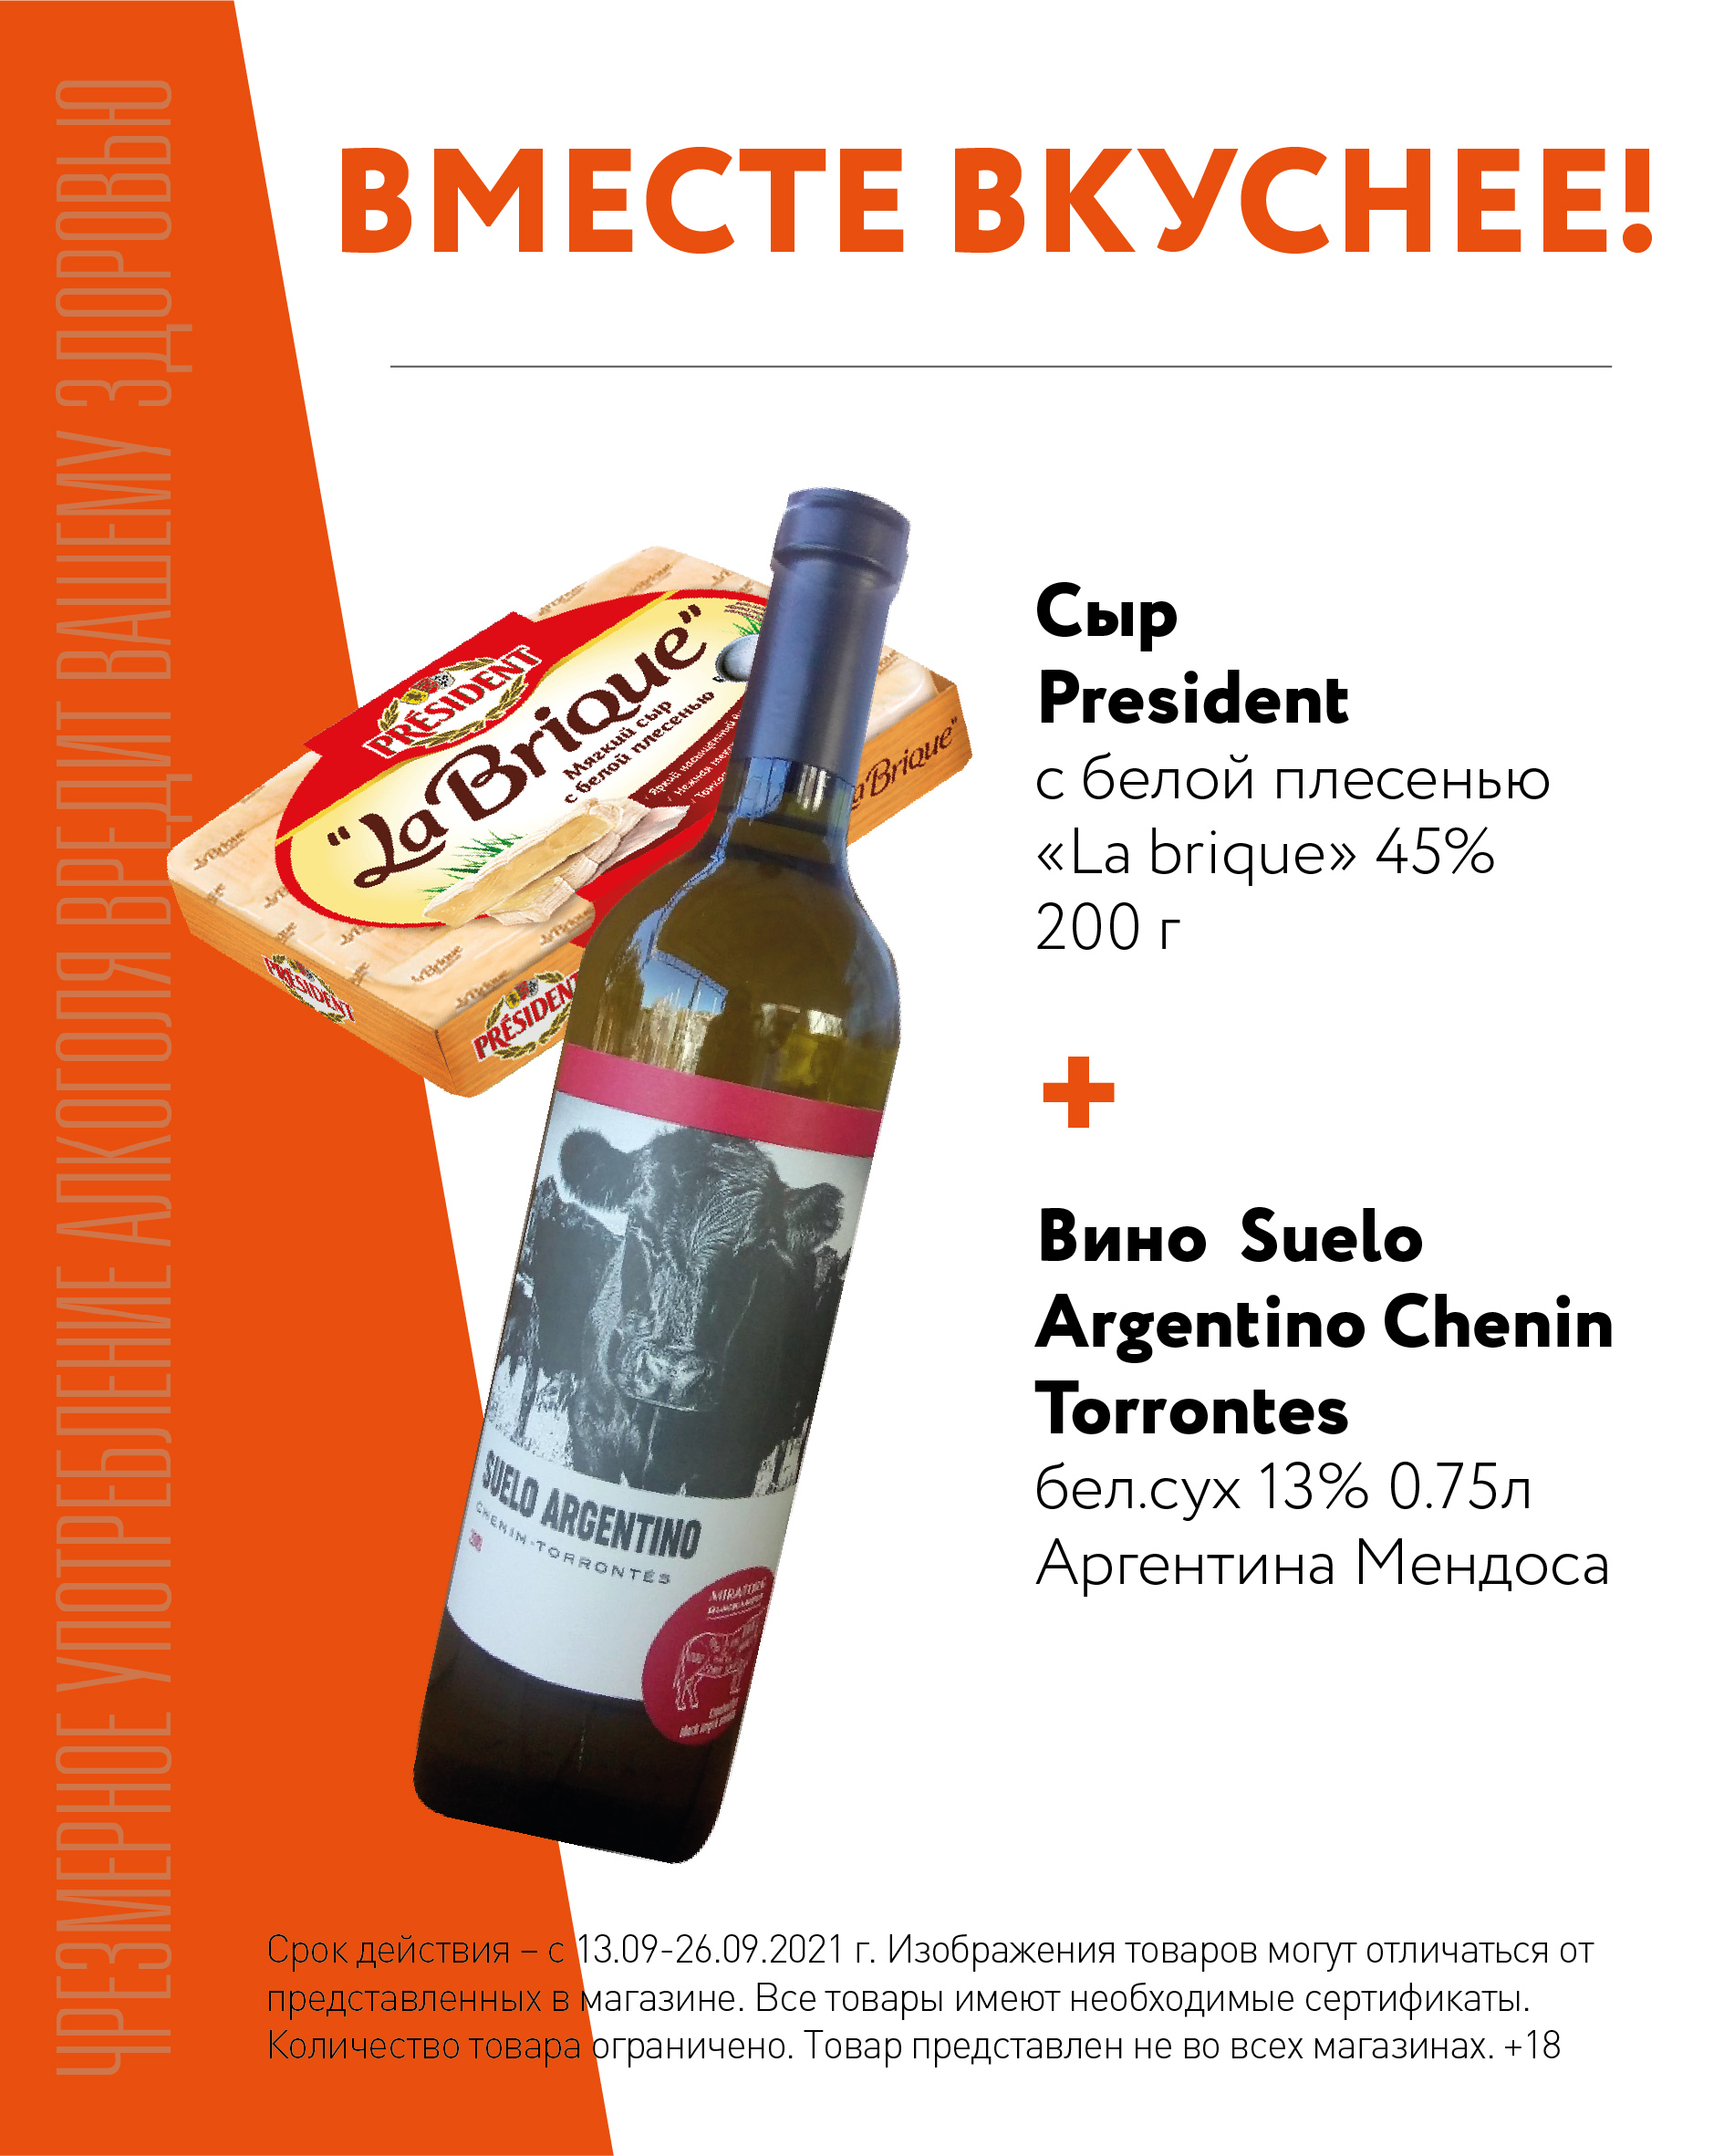 ЧРЕЗМЕРНОЕ УПОТРЕБЛЕНИЕ АЛКОГОЛЯ ВРЕДИТ ВАШЕМУ ЗДОРОВЬЮ
ВМЕСТЕ ВКУСНЕЕ!
PRÉSIDENT
"La Brique"
Мягкий сыр
с белой плесенью
La Brique"
PRÉSIDENT
PRÉSIDENT
SUELO ARGENTINO
CHENIN-TORRONTÉS
MIRATORG
Сыр
President
с белой плесенью
«La brique» 45%
200 г
+
Вино Suelo
Argentino Chenin
Torrontes
бел.сух 13% 0.75л
Аргентина Мендоса
Срок действия – с 13.09-26.09.2021 г. Изображения товаров могут отличаться от
представленных в магазине. Все товары имеют необходимые сертификаты.
Количество товара ограничено. Товар представлен не во всех магазинах. +18